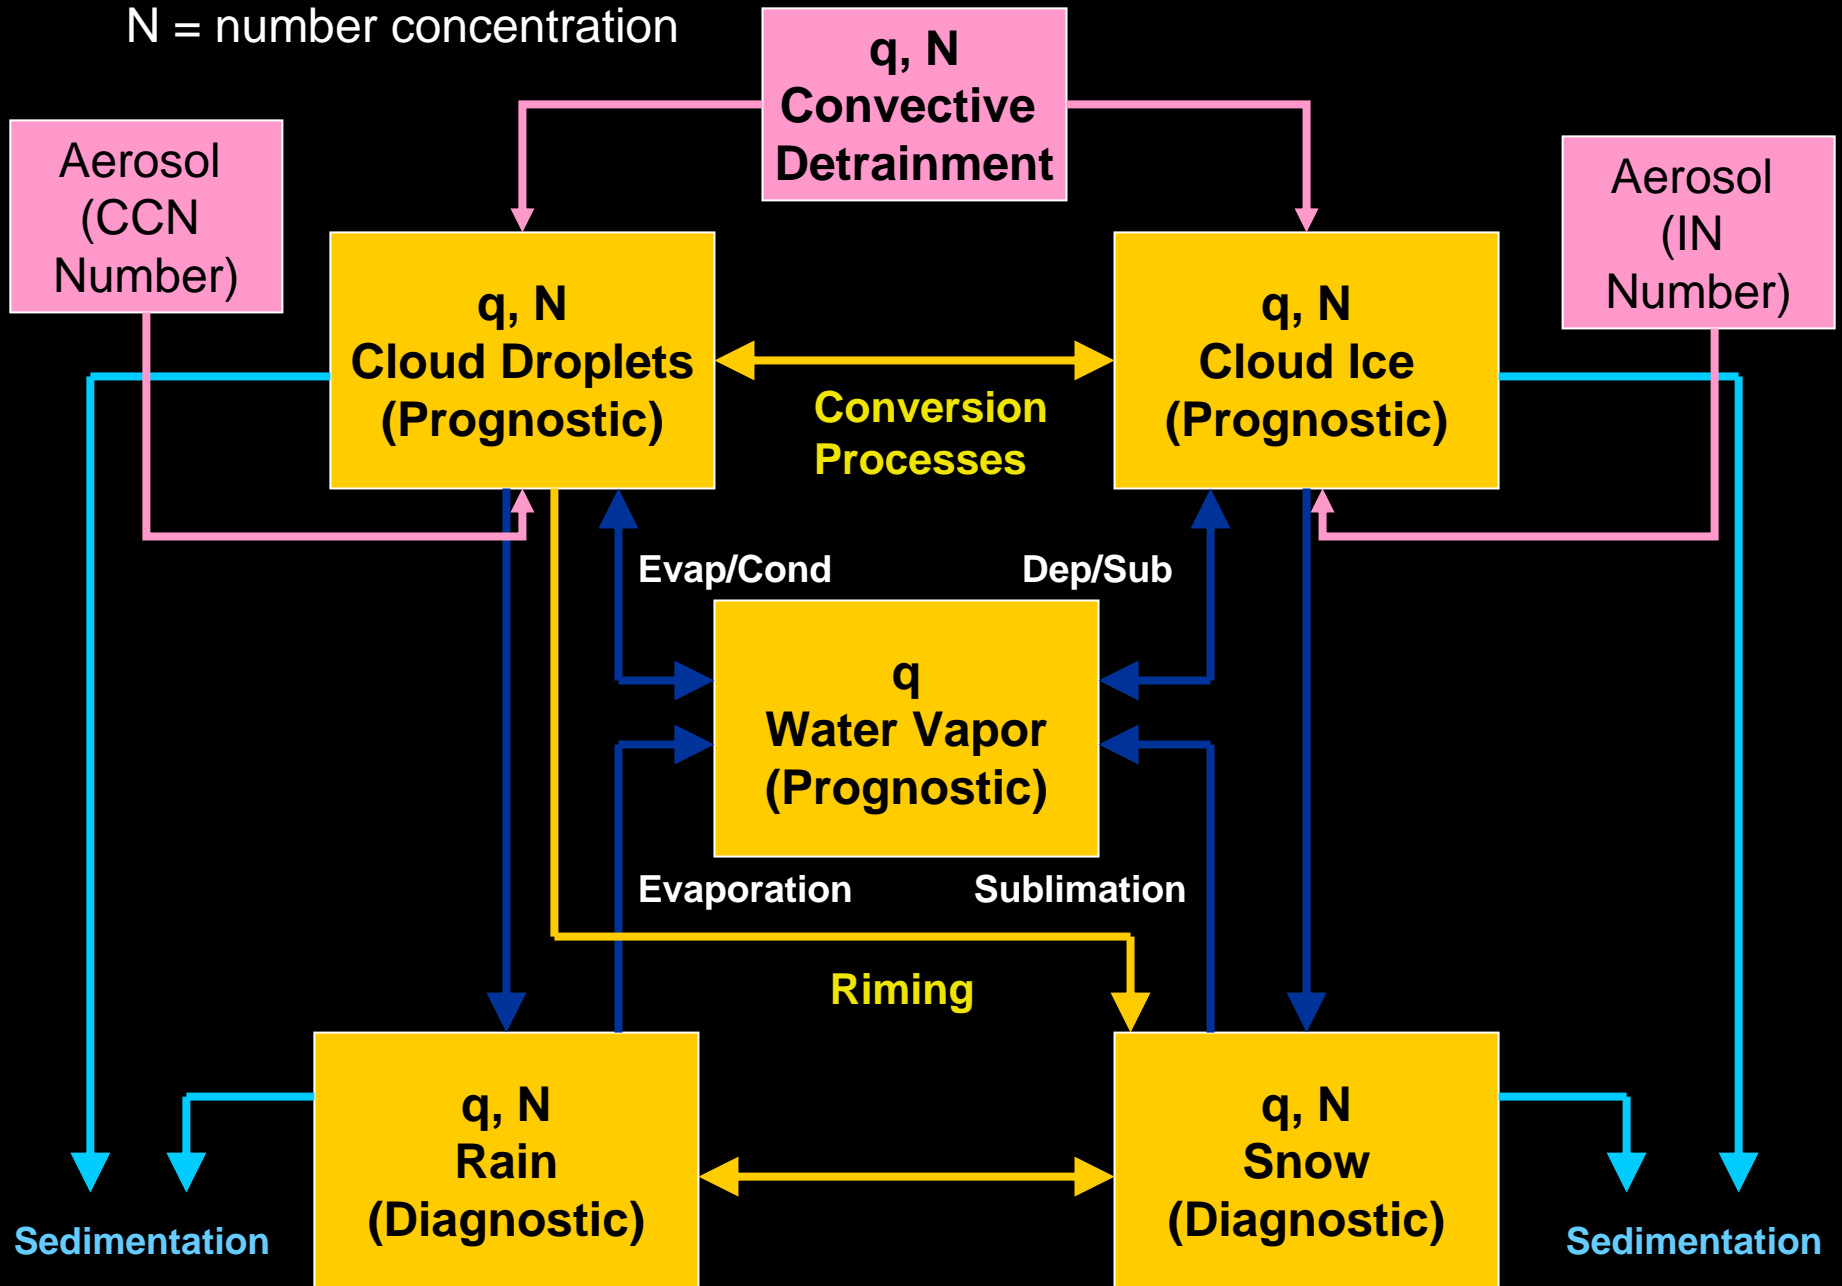 N = number concentration
q, N
Convective
Detrainment
Aerosol
(CCN
Number)
Aerosol
(IN
Number)
q, N
Cloud Droplets
(Prognostic)
q, N
Cloud Ice
(Prognostic)
Conversion
Processes
Evap/Cond
Dep/Sub
q
Water Vapor
(Prognostic)
Evaporation
Sublimation
Riming
q, N
Rain
(Diagnostic)
q, N
Snow
(Diagnostic)
Sedimentation
Sedimentation